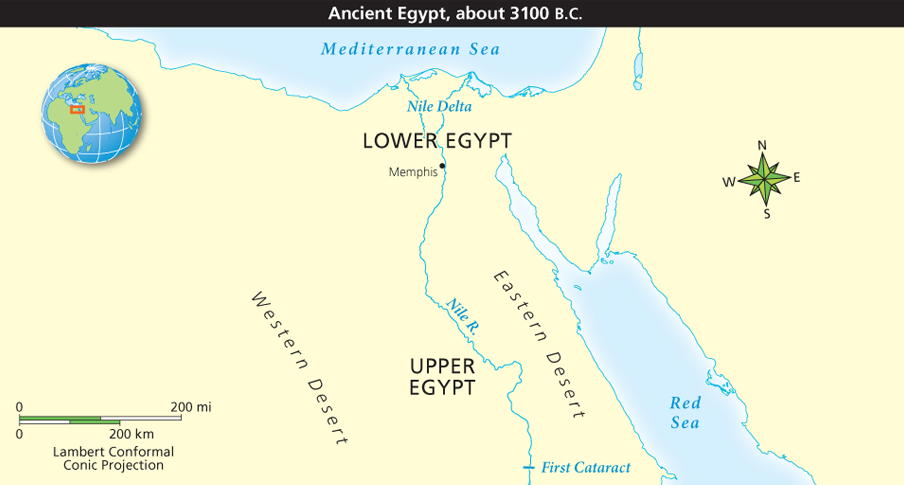 Ancient Egypt, about 3100 B.C.
Mediterranean Sea
Nile Delta
LOWER EGYPT
Memphis
N
W
E
S
Western Desert
Eastern Desert
Nile R.
UPPER
EGYPT
Red
Sea
First Cataract
0
200 mi
0
200 km
Lambert Conformal
Conic Projection